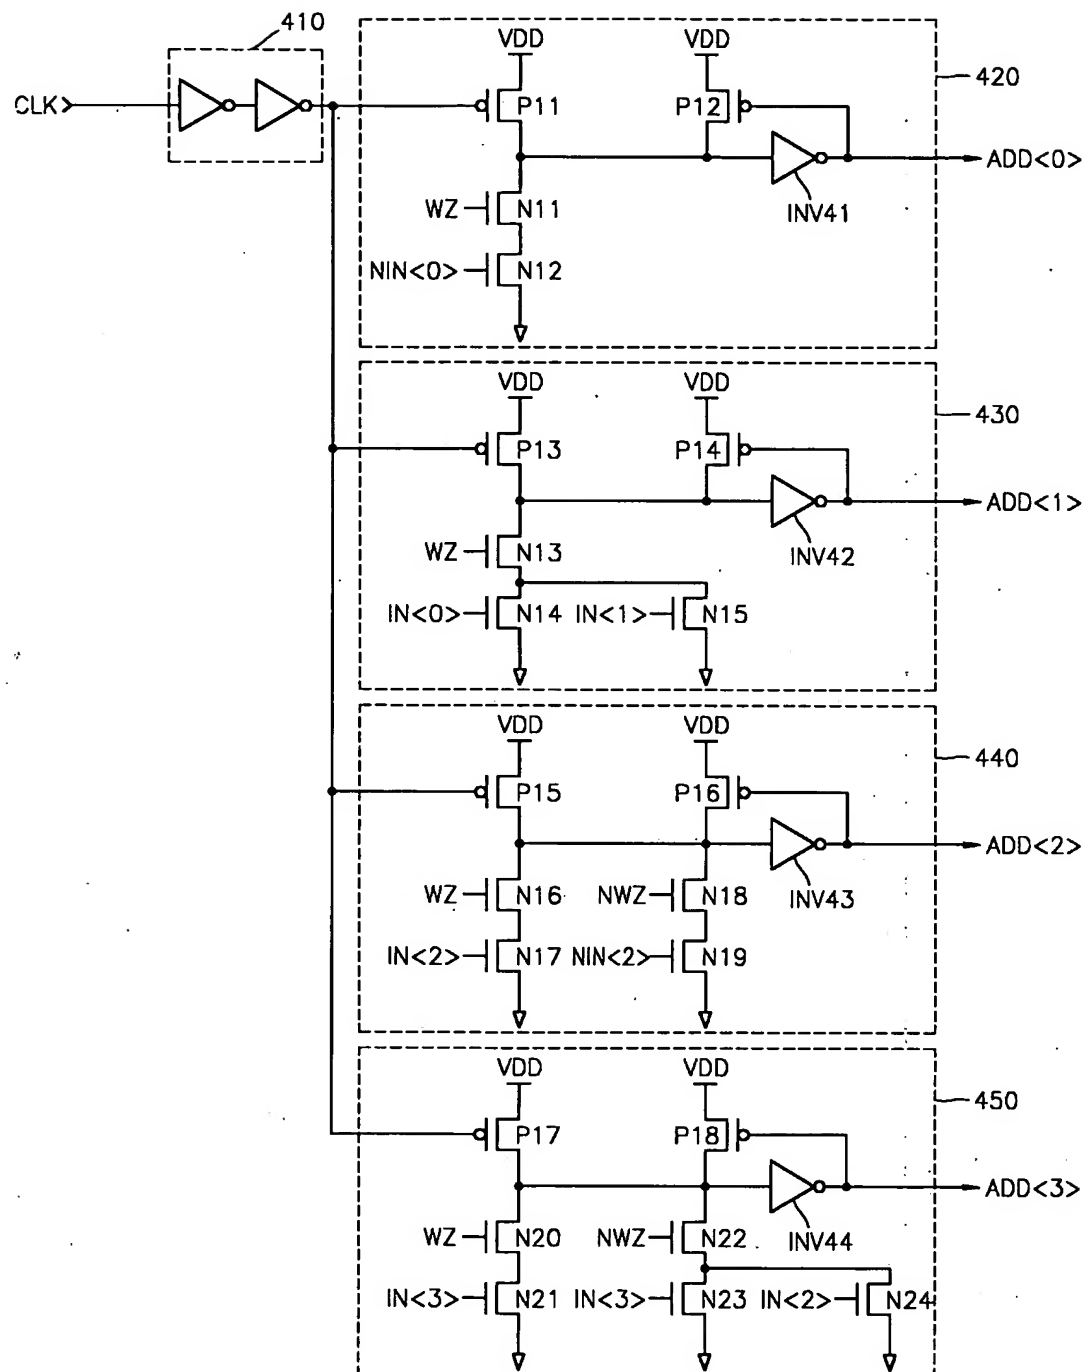 410
CLK
VDD
VDD
420
P11
P12
ADD<0>
INV41
WZ
N11
NIN<0>
N12
VDD
VDD
430
P13
P14
ADD<1>
INV42
WZ
N13
IN<0>
N14
IN<1>
N15
VDD
VDD
440
P15
P16
ADD<2>
INV43
WZ
N16
NWZ
N18
IN<2>
N17
NIN<2>
N19
VDD
VDD
450
P17
P18
ADD<3>
INV44
WZ
N20
NWZ
N22
IN<3>
N21
IN<3>
N23
IN<2>
N24